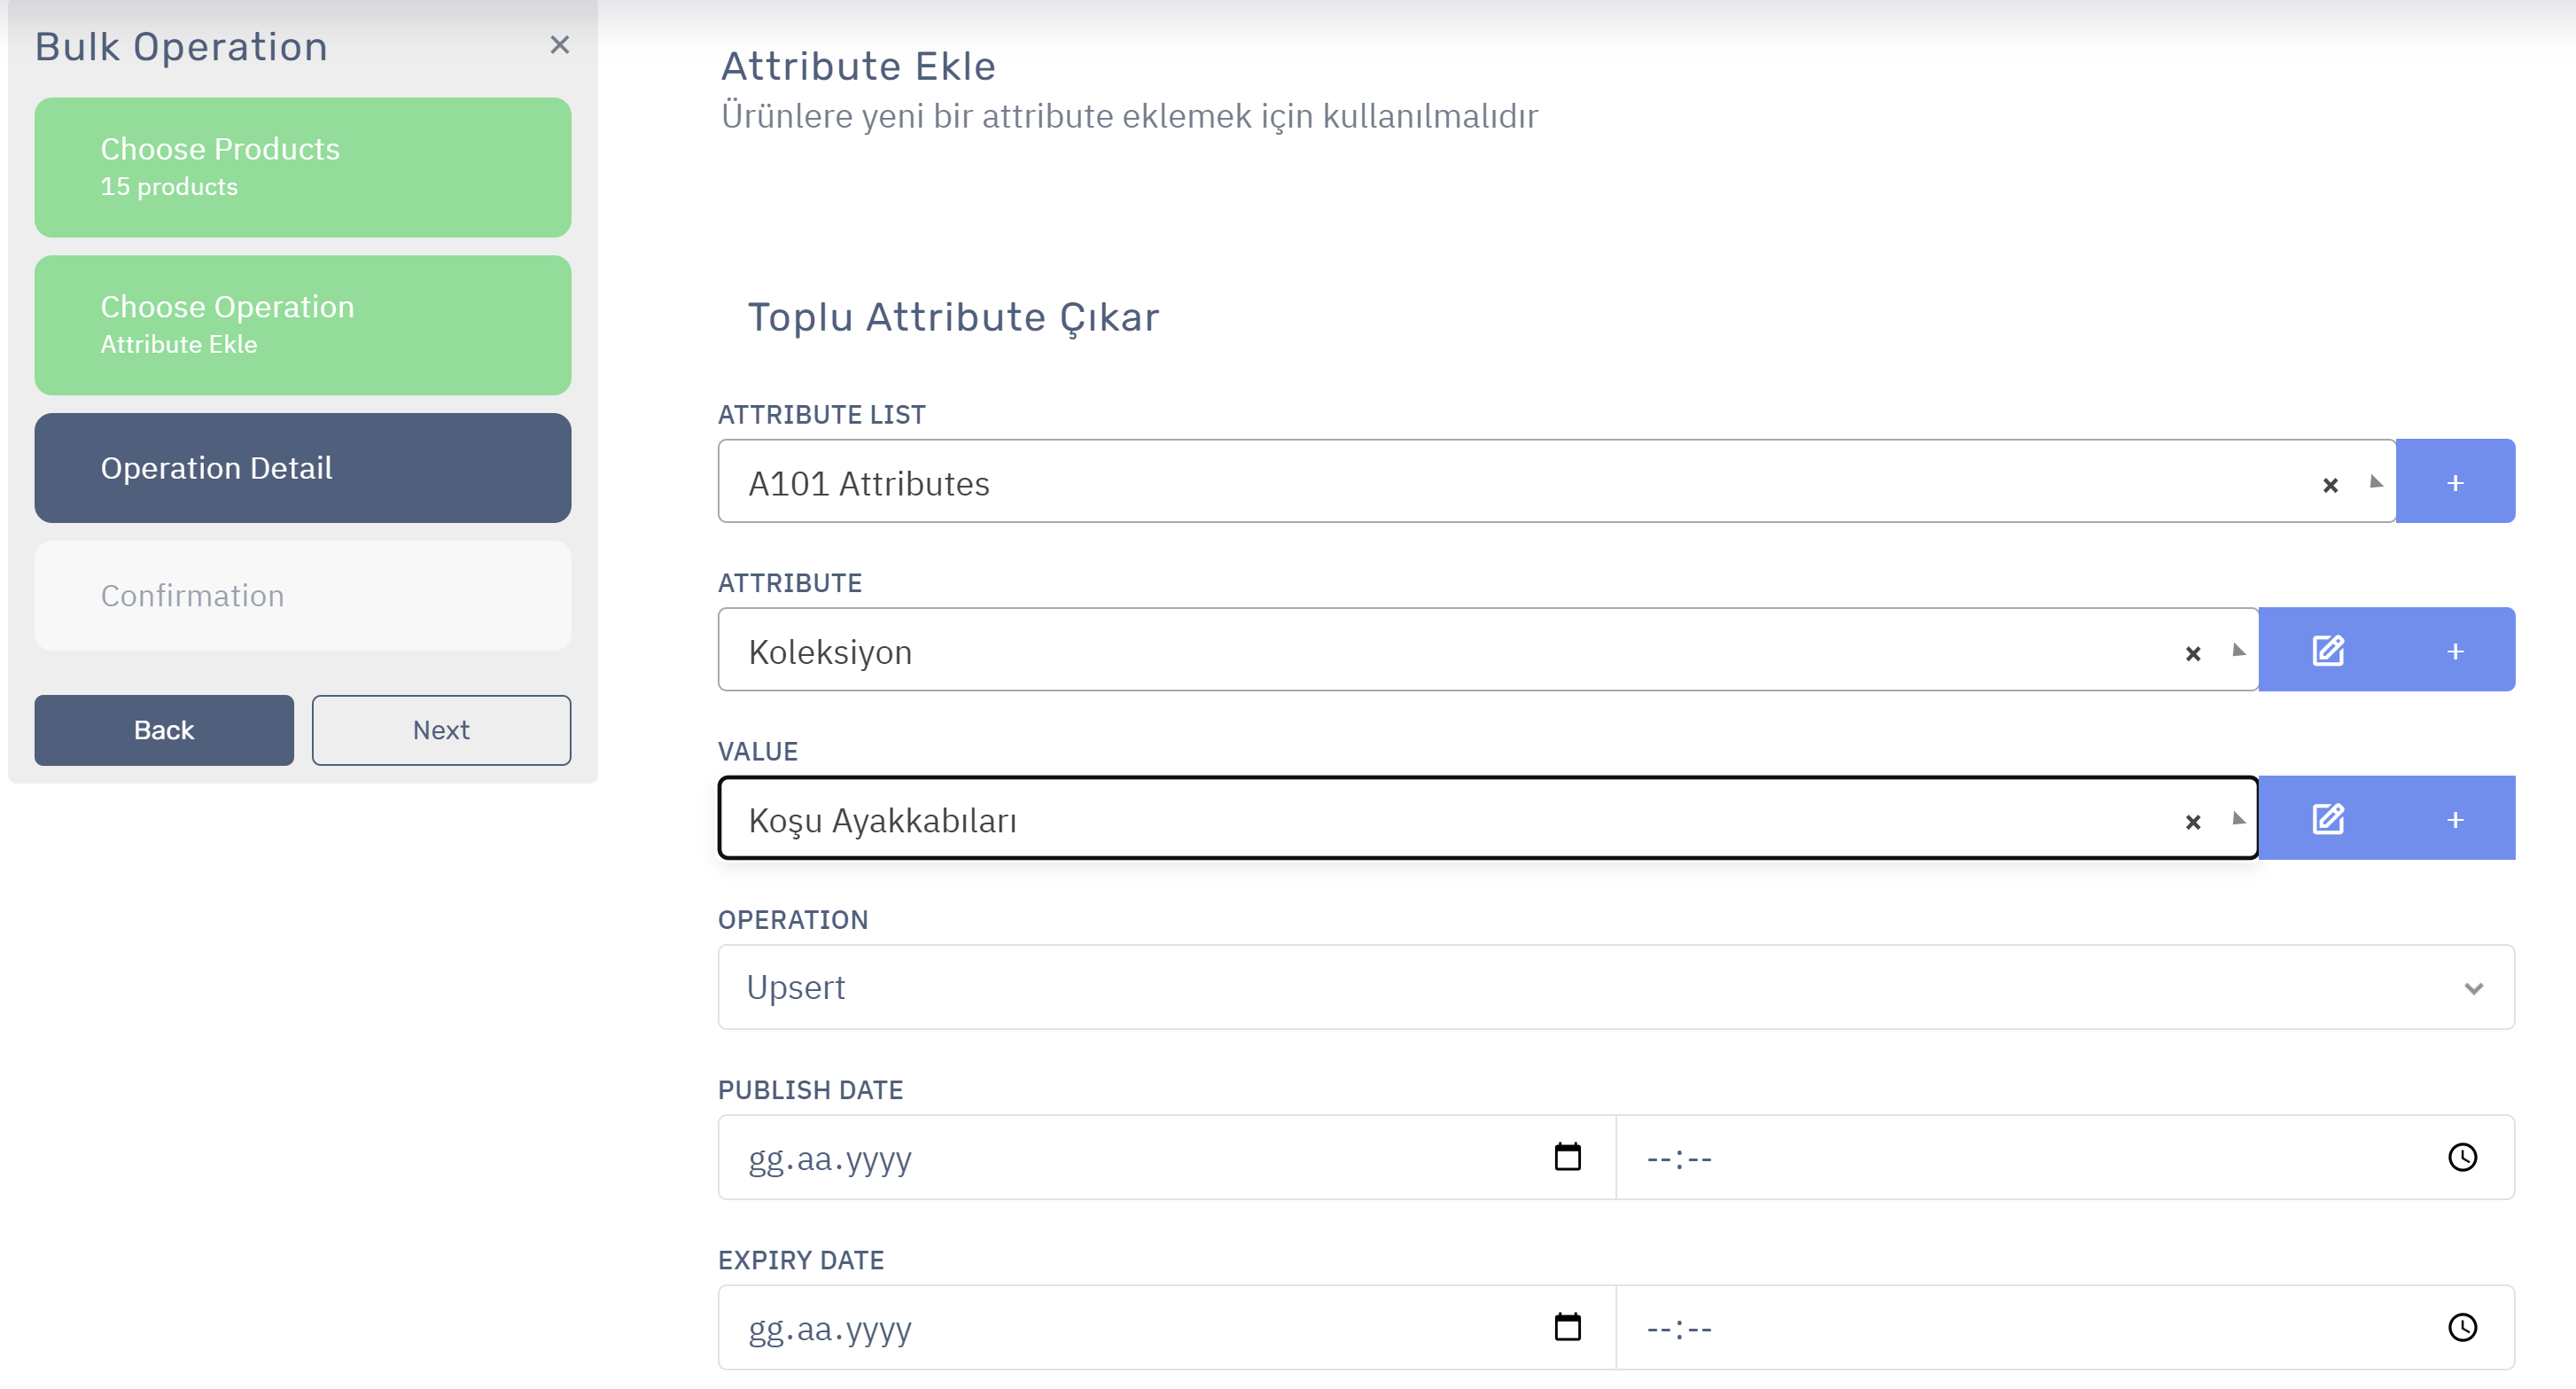 Bulk Operation
Choose Products
15 products
Choose Operation
Attribute Ekle
Operation Detail
Confirmation
Back
Next
Attribute Ekle
Ürünlere yeni bir attribute eklemek için kullanılmalıdır
Toplu Attribute Çıkar
ATTRIBUTE LIST
A101 Attributes
ATTRIBUTE
Koleksiyon
VALUE
Koşu Ayakkabıları
OPERATION
Upsert
PUBLISH DATE
gg.aa.yyyy --:--
EXPIRY DATE
gg.aa.yyyy --:--